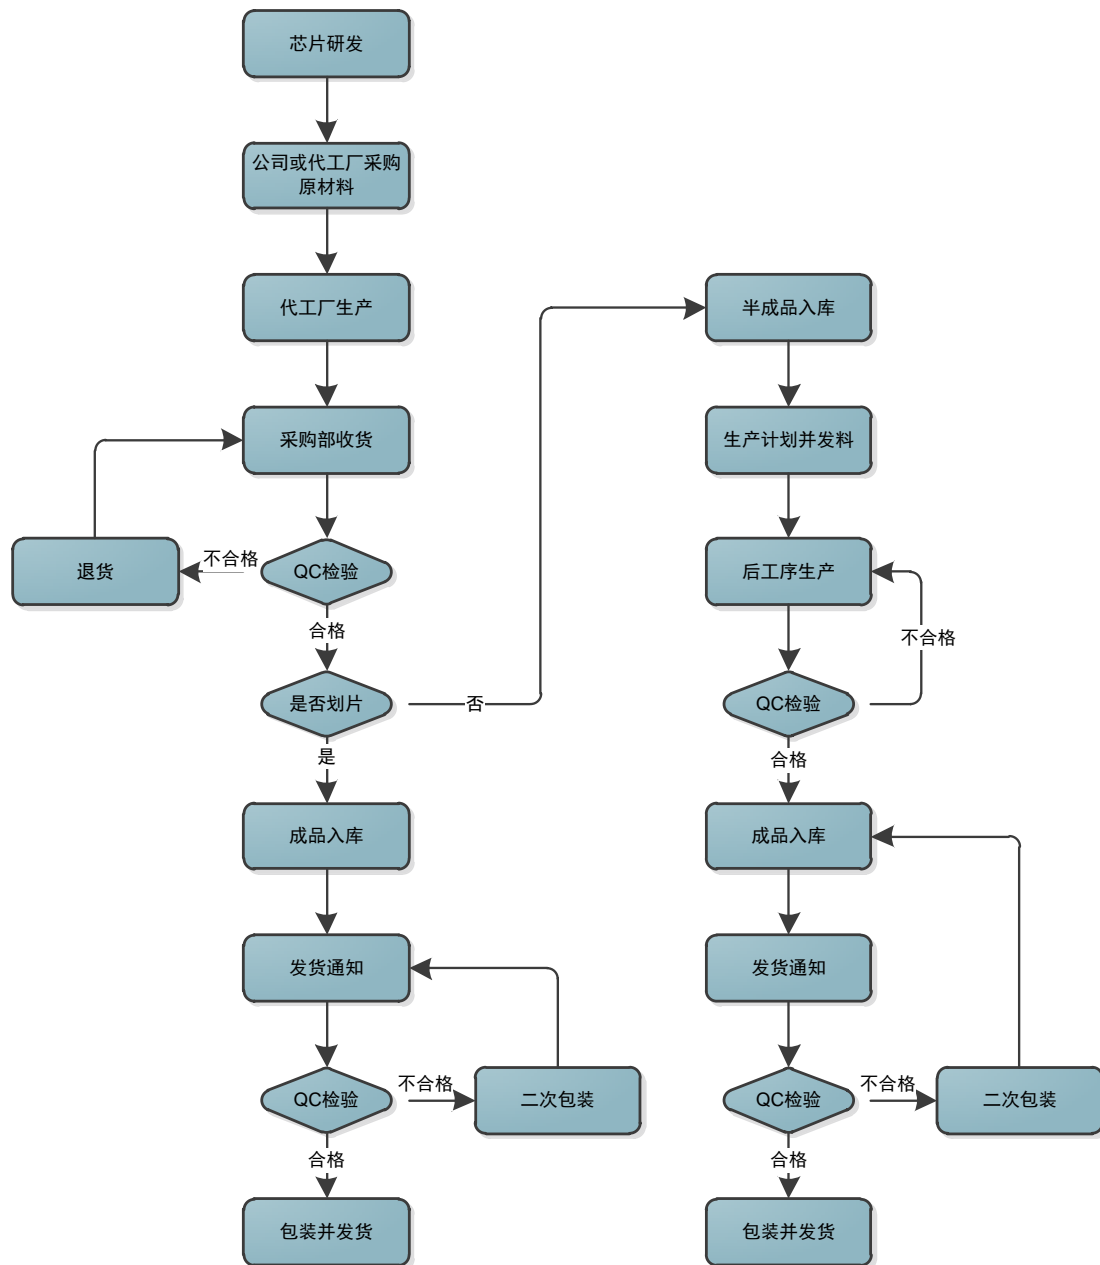 芯片研发
公司或代工厂采购
原材料
代工厂生产
采购部收货
不合格
退货
QC检验
合格
是否划片
否
是
成品入库
发货通知
QC检验
不合格
二次包装
合格
包装并发货
半成品入库
生产计划并发料
后工序生产
不合格
QC检验
合格
成品入库
发货通知
QC检验
不合格
二次包装
合格
包装并发货